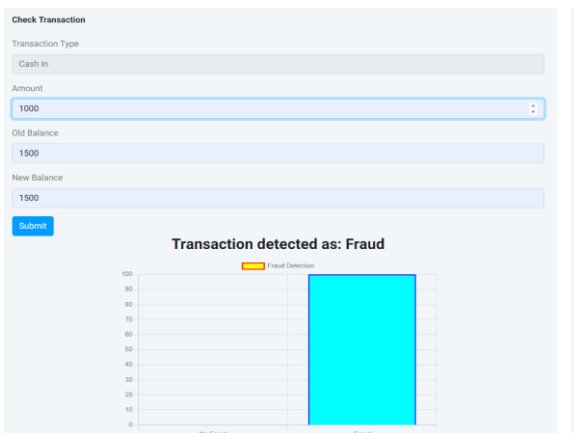 Check Transaction
Transaction Type
Cash In
Amount
1000
Old Balance
1500
New Balance
1500
Submit
Transaction detected as: Fraud
Fraud Detection
100
90
80
70
60
50
40
30
20
10
0